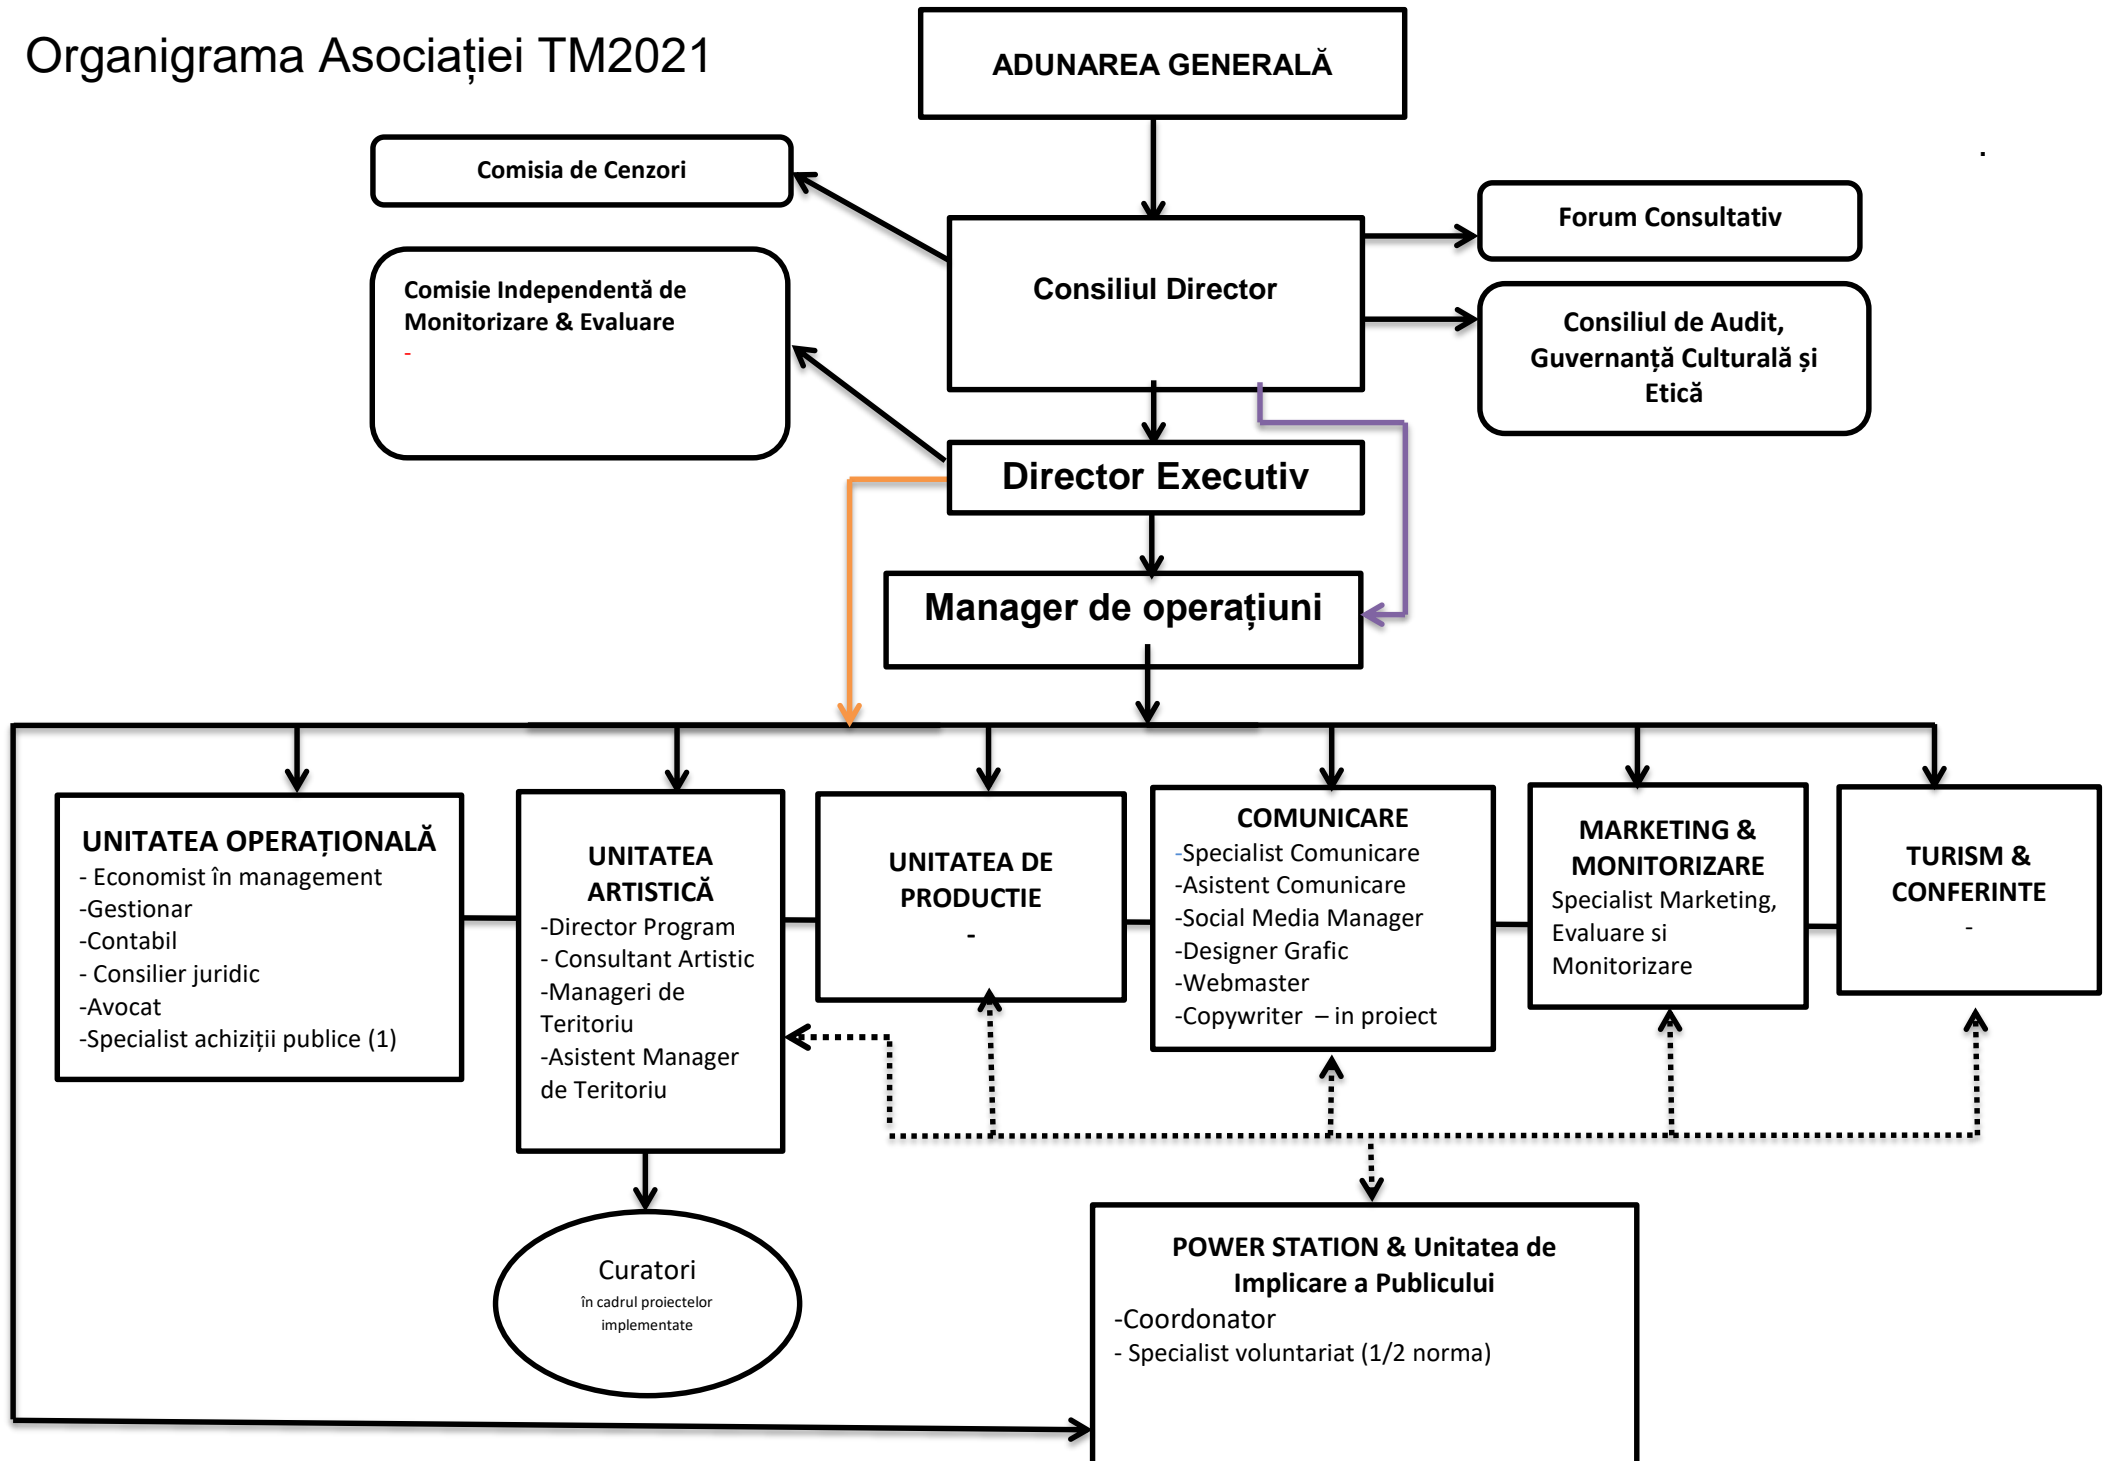 Organigrama Asociației TM2021
ADUNAREA GENERALĂ
.
Comisia de Cenzori
Forum Consultativ
Comisie Independentă de
Monitorizare & Evaluare
-
Consiliul Director
Consiliul de Audit,
Guvernanță Culturală și
Etică
Director Executiv
Manager de operațiuni
UNITATEA OPERAȚIONALĂ
- Economist în management
-Gestionar
-Contabil
- Consilier juridic
-Avocat
-Specialist achiziții publice (1)
UNITATEA
ARTISTICĂ
-Director Program
- Consultant Artistic
-Manageri de
Teritoriu
-Asistent Manager
de Teritoriu
UNITATEA DE
PRODUCTIE
-
COMUNICARE
-Specialist Comunicare
-Asistent Comunicare
-Social Media Manager
-Designer Grafic
-Webmaster
-Copywriter – in proiect
MARKETING &
MONITORIZARE
Specialist Marketing,
Evaluare si
Monitorizare
TURISM &
CONFERINTE
-
Curatori
în cadrul proiectelor
implementate
POWER STATION & Unitatea de
Implicare a Publicului
-Coordonator
- Specialist voluntariat (1/2 norma)